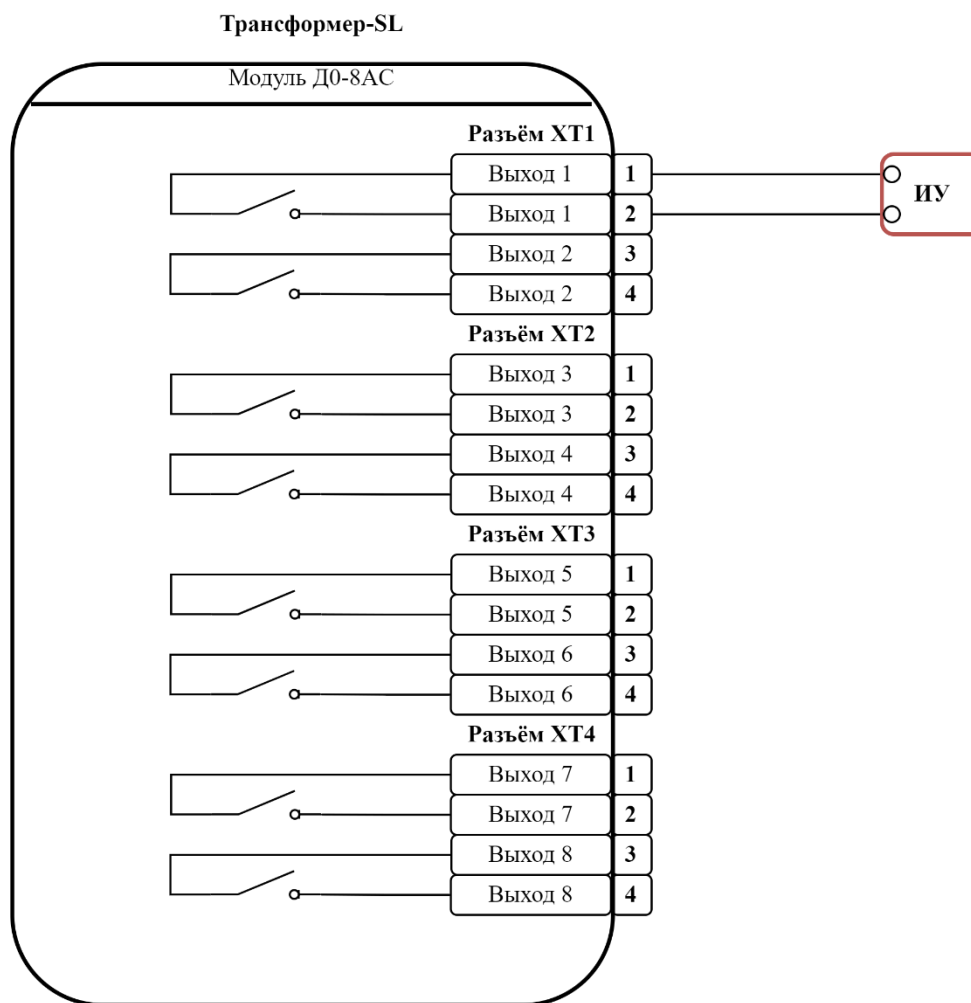 Трансформер-SL
Модуль Д0-8АС
Разъём XT1
Выход 1 1
Выход 1 2
Выход 2 3
Выход 2 4
ИУ
Разъём XT2
Выход 3 1
Выход 3 2
Выход 4 3
Выход 4 4
Разъём XT3
Выход 5 1
Выход 5 2
Выход 6 3
Выход 6 4
Разъём XT4
Выход 7 1
Выход 7 2
Выход 8 3
Выход 8 4